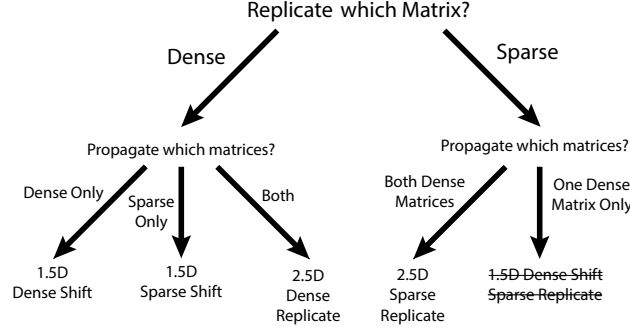 Replicate which Matrix?
Dense
Sparse
Propagate which matrices?
Propagate which matrices?
Dense Only
Sparse
Only
Both
Both Dense
Matrices
One Dense
Matrix Only
1.5D
Dense Shift
1.5D
Sparse Shift
2.5D
Dense
Replicate
2.5D
Sparse
Replicate
1.5D Dense Shift
Sparse Replicate